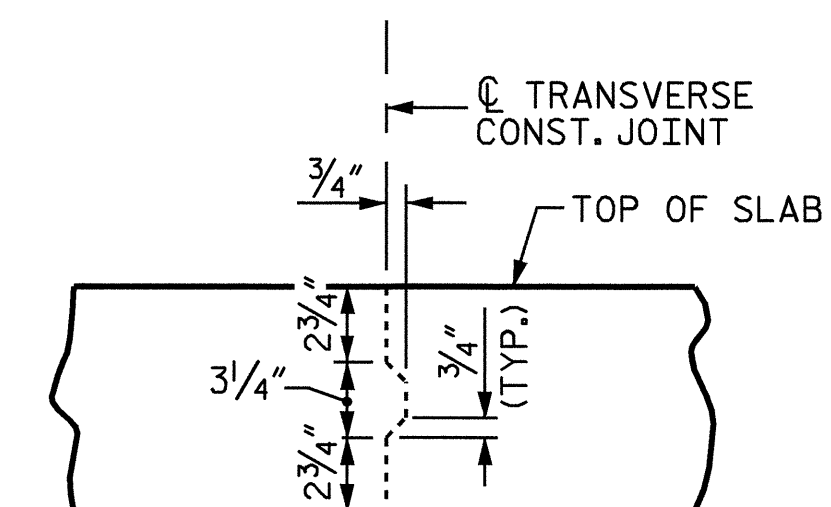 ℄ TRANSVERSE
CONST. JOINT
3/4"
TOP OF SLAB
2 3/4"
3/4"
(TYP.)
3 1/4"
2 3/4"